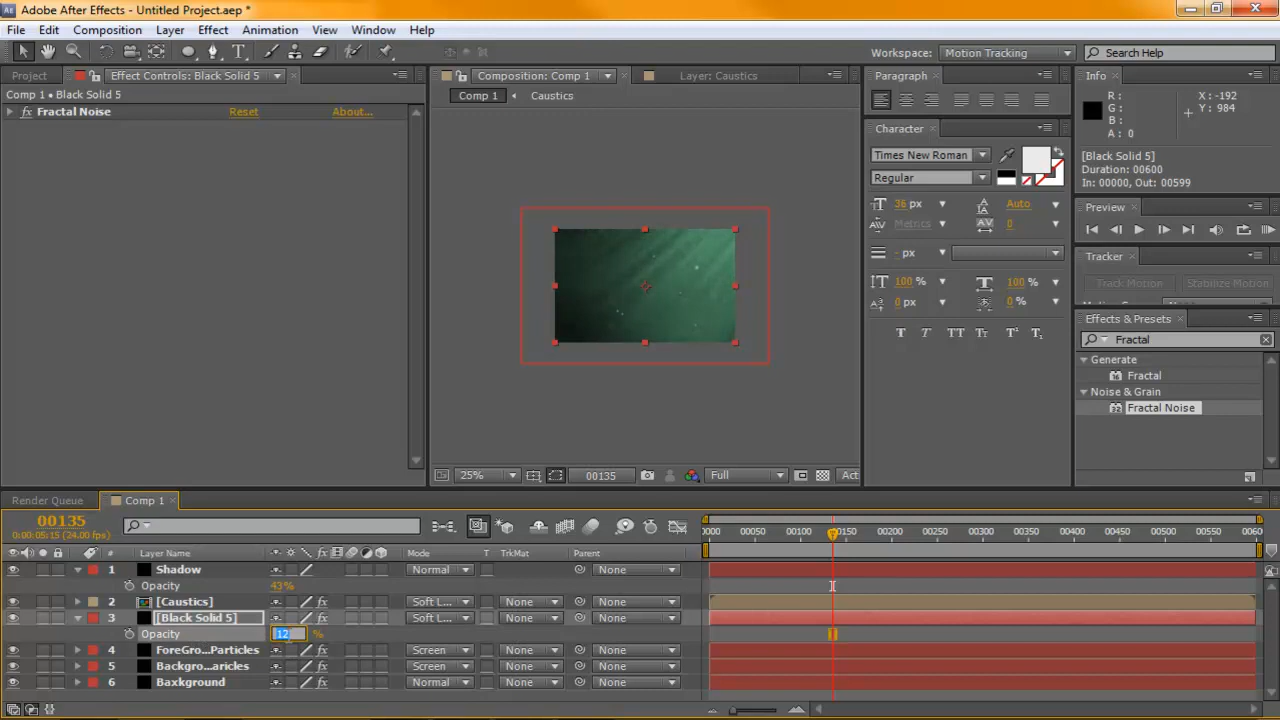 Adobe After Effects - Untitled Project.aep *
File Edit Composition Layer Effect Animation View Window Help
Workspace: Motion Tracking Search Help
Project Effect Controls: Black Solid 5 Composition: Comp 1 Layer: Caustics Paragraph Info
Comp 1 • Black Solid 5
Comp 1 Caustics
Fractal Noise Reset About...
R:
G:
B:
A: 0
X: -192
Y: 984
Character
Times New Roman
Regular
[Black Solid 5]
Duration: 00600
In: 00000, Out: 00599
36 px Auto
Metrics 0
Preview
- px
Tracker
100 % 100 %
0 px 0 %
Track Motion Stabilize Motion
Effects & Presets
Fractal
Generate
Fractal
Noise & Grain
Fractal Noise
25% 00135 Full Act
Render Queue Comp 1
00135
0:00:05:15 (24.00 fps)
0000 00050 00100 00150 00200 00250 00300 00350 00400 00450 00500 00550 0060
# Layer Name Mode T TrkMat Parent
1 Shadow Normal None
Opacity 43%
2 [Caustics] Soft L... None None
3 [Black Solid 5] Soft L... None None
Opacity 12 %
4 ForeGro...Particles Screen None None
5 Backgro...aricles Screen None None
6 Baxkground Normal None None